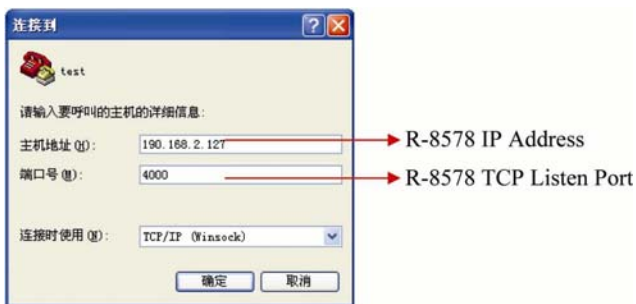 连接到
test
请输入要呼叫的主机的详细信息:
主机地址(H): 190.168.2.127 R-8578 IP Address
端口号(M): 4000 R-8578 TCP Listen Port
连接时使用(N): TCP/IP (Winsock)
确定 取消